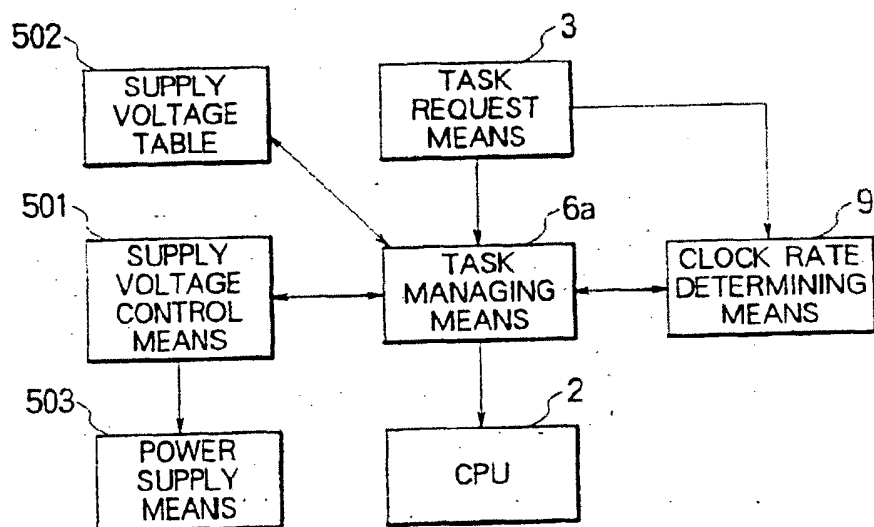 502
SUPPLY
VOLTAGE
TABLE
3
TASK
REQUEST
MEANS
501
SUPPLY
VOLTAGE
CONTROL
MEANS
6a
TASK
MANAGING
MEANS
9
CLOCK RATE
DETERMINING
MEANS
503
POWER
SUPPLY
MEANS
2
CPU